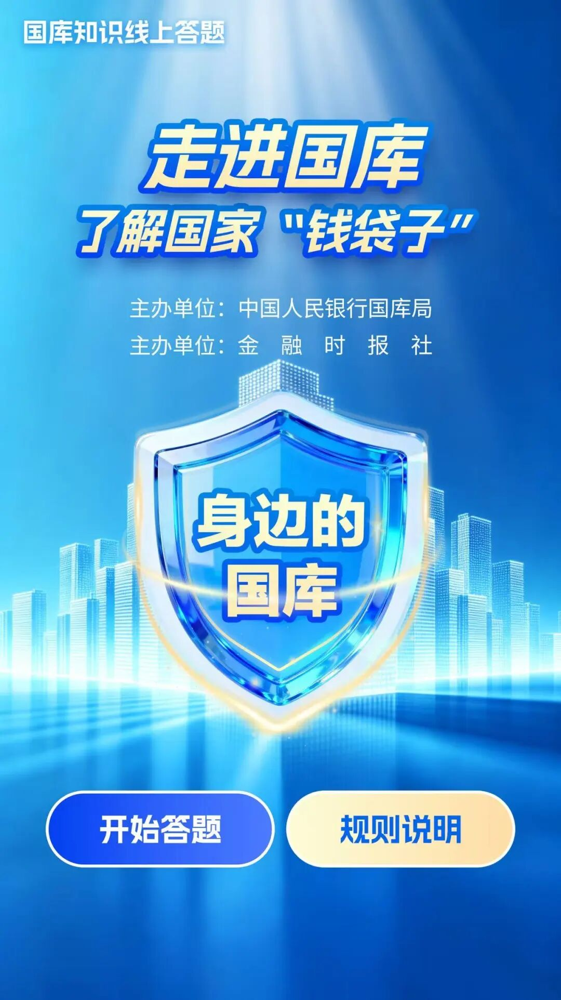 国库知识线上答题
走进国库
了解国家“钱袋子”
主办单位：中国人民银行国库局
主办单位：金融时报社
身边的
国库
开始答题
规则说明